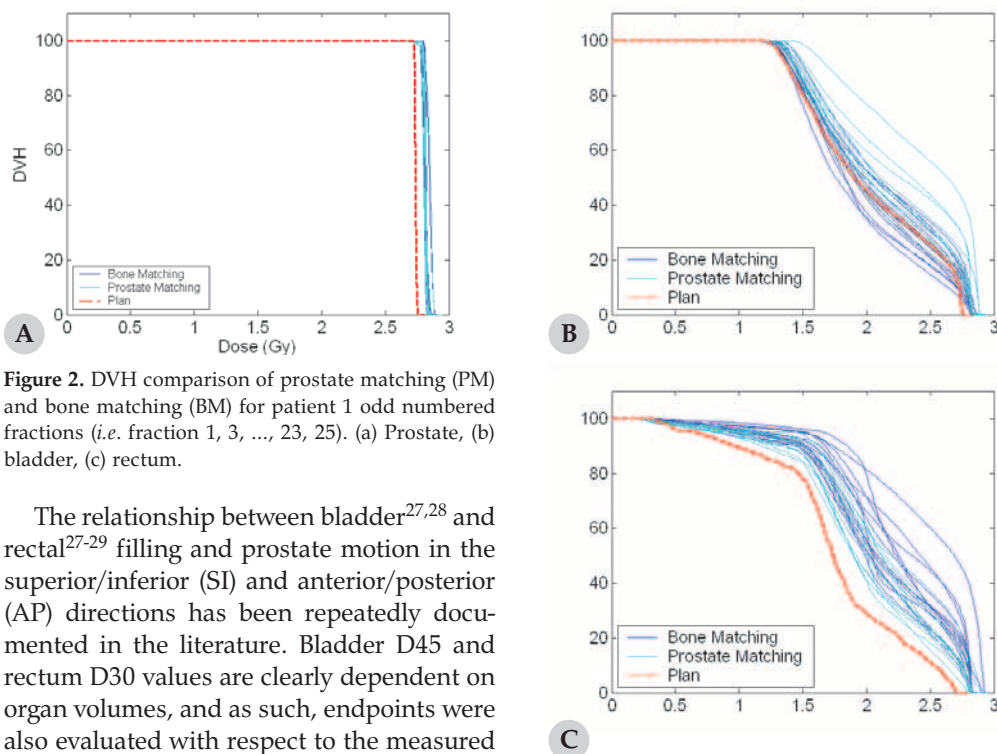 100
80
60
40
20
0
DVH
Bone Matching
Prostate Matching
Plan
0 0.5 1 1.5 2 2.5 3
Dose (Gy)
A
Figure 2. DVH comparison of prostate matching (PM)
and bone matching (BM) for patient 1 odd numbered
fractions (i.e. fraction 1, 3, ..., 23, 25). (a) Prostate, (b)
bladder, (c) rectum.
The relationship between bladder27,28 and
rectal27-29 filling and prostate motion in the
superior/inferior (SI) and anterior/posterior
(AP) directions has been repeatedly docu-
mented in the literature. Bladder D45 and
rectum D30 values are clearly dependent on
organ volumes, and as such, endpoints were
also evaluated with respect to the measured
100
80
60
40
20
0
Bone Matching
Prostate Matching
Plan
0 0.5 1 1.5 2 2.5 3
B
100
80
60
40
20
0
Bone Matching
Prostate Matching
Plan
0 0.5 1 1.5 2 2.5 3
C